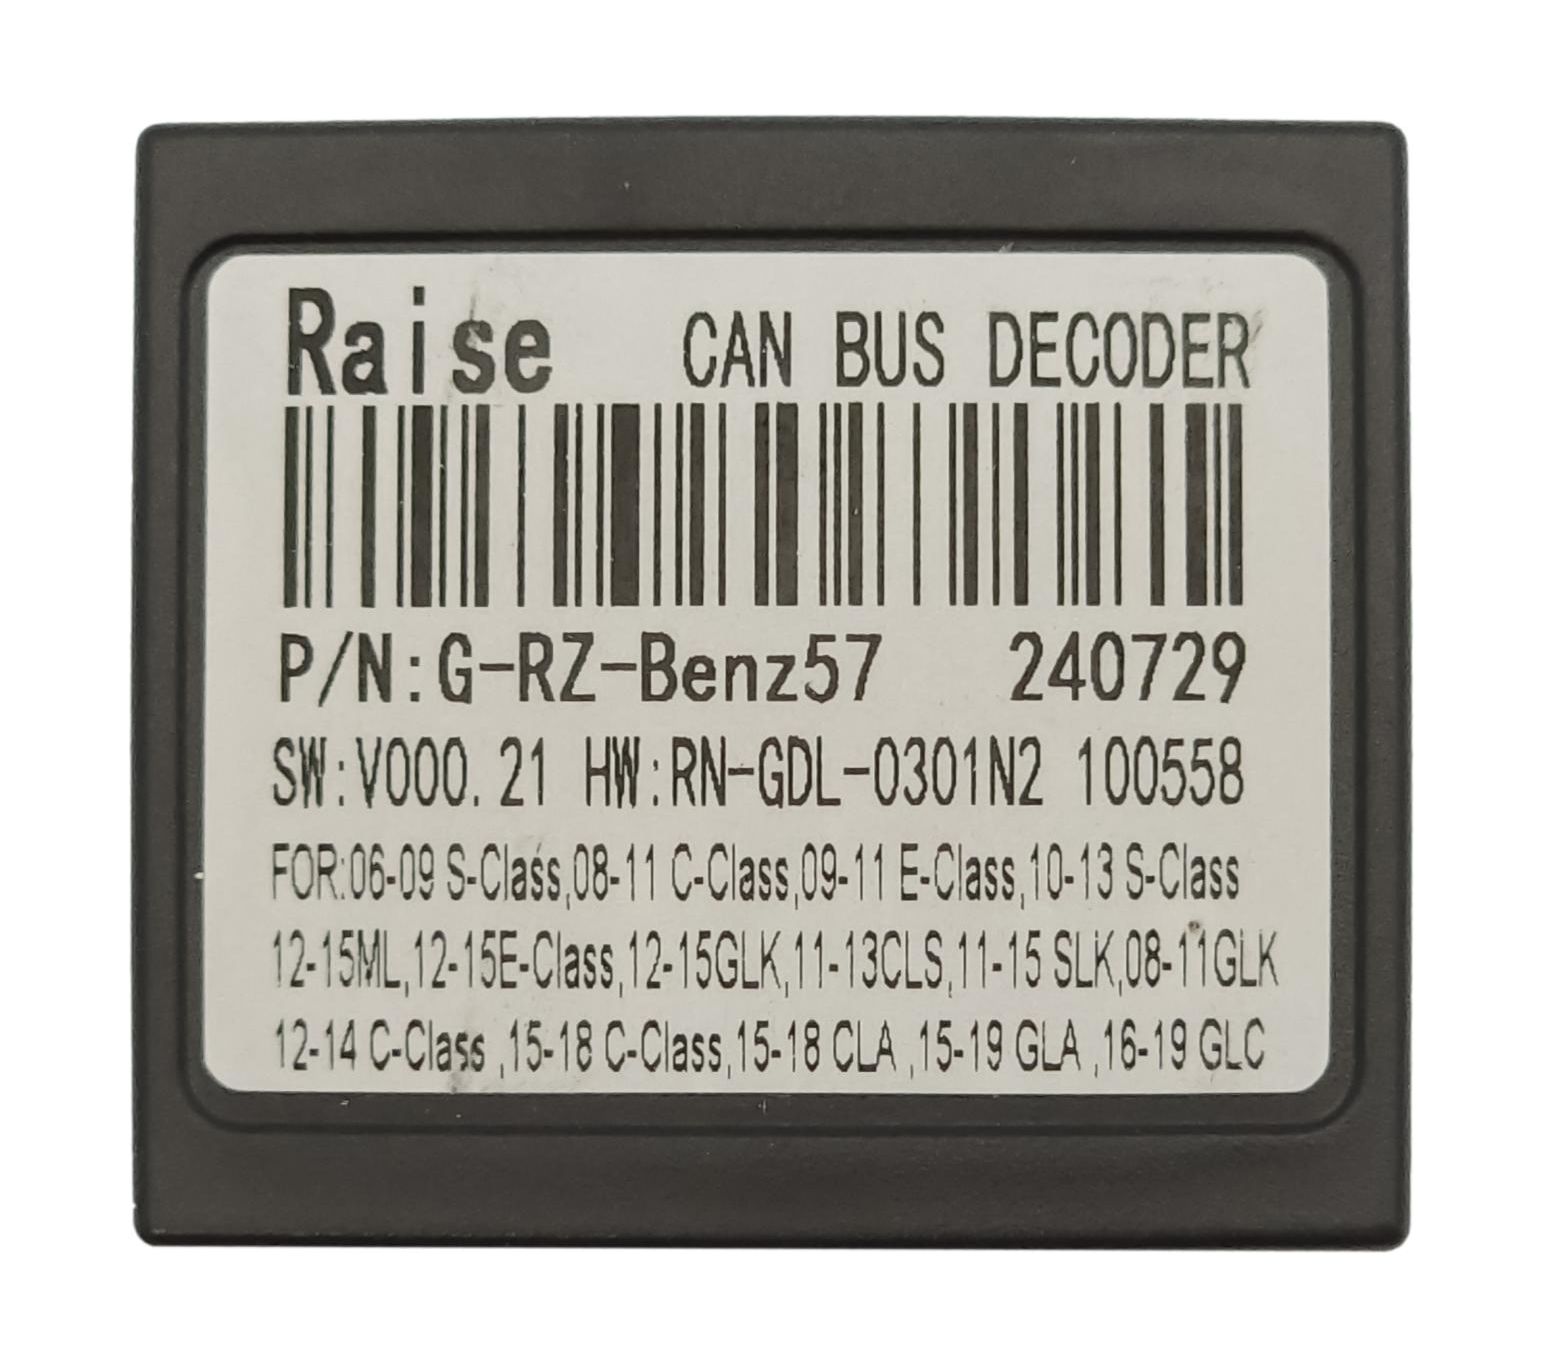 Raise CAN BUS DECODER
P/N:G-RZ-Benz57 240729
SW:V000.21 HW:RN-GDL-0301N2 100558
FOR:06-09 S-Class,08-11 C-Class,09-11 E-Class,10-13 S-Class
12-15ML,12-15E-Class,12-15GLK,11-13CLS,11-15 SLK,08-11GLK
12-14 C-Class ,15-18 C-Class,15-18 CLA ,15-19 GLA ,16-19 GLC